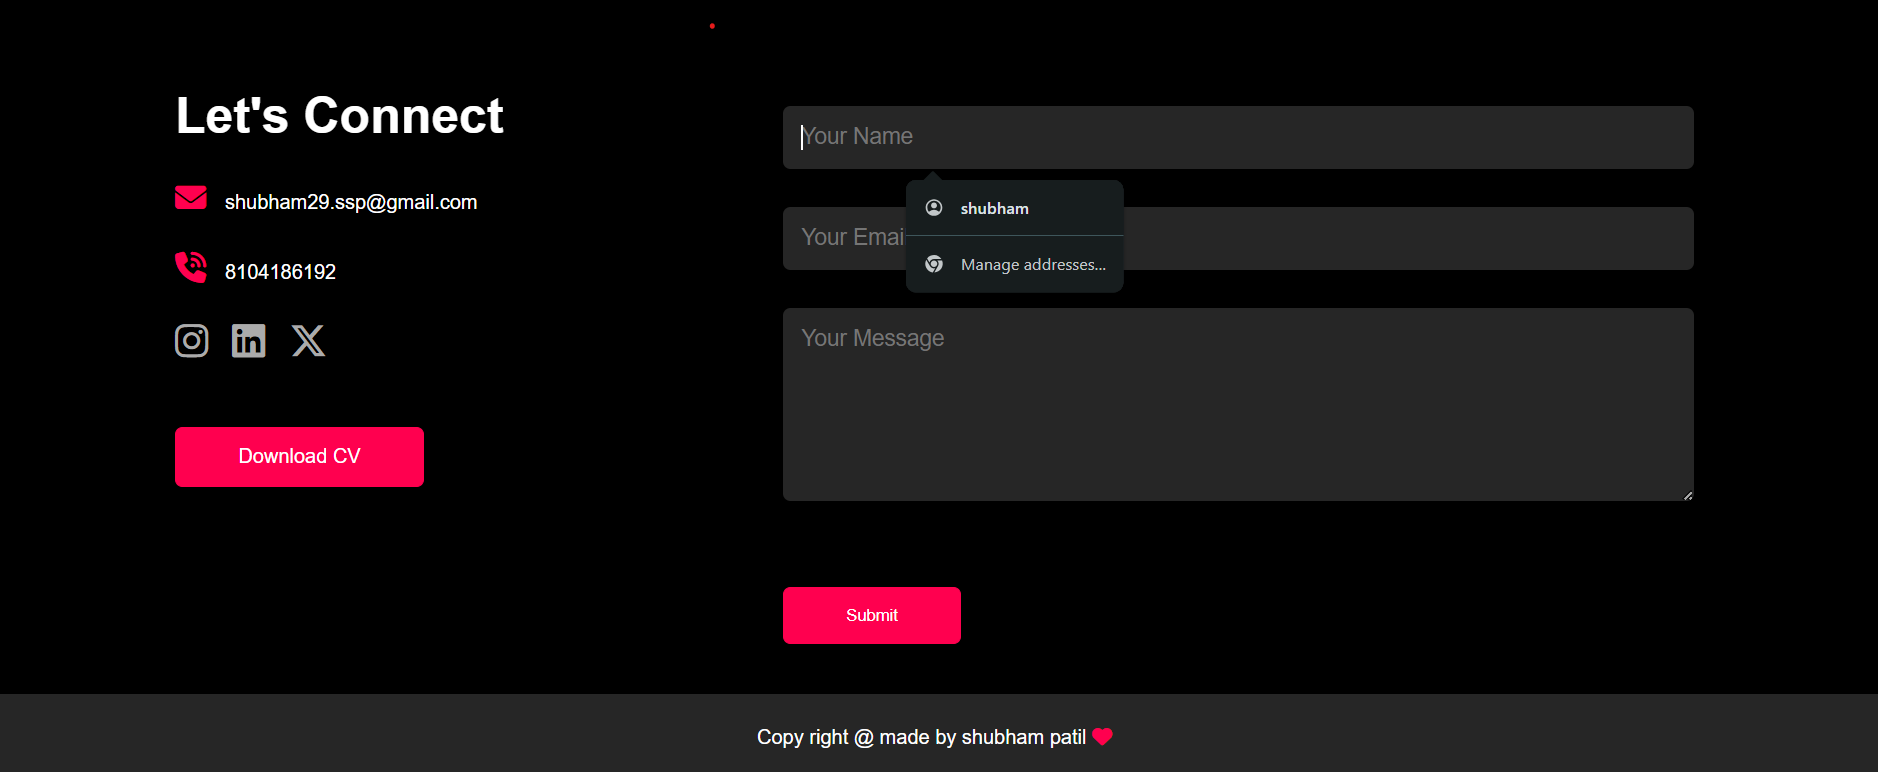 Let's Connect
shubham29.ssp@gmail.com
8104186192
Download CV
Your Name
shubham
Manage addresses...
Your Emai
Your Message
Submit
Copy right @ made by shubham patil